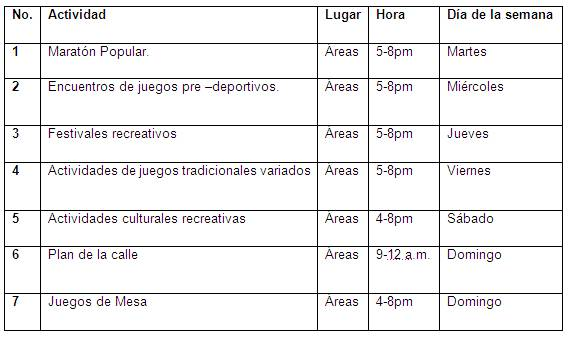 No. Actividad Lugar Hora Día de la semana
1 Maratón Popular. Áreas 5-8pm Martes
2 Encuentros de juegos pre –deportivos. Áreas 5-8pm Miércoles
3 Festivales recreativos Áreas 5-8pm Jueves
4 Actividades de juegos tradicionales variados Áreas 5-8pm Viernes
5 Actividades culturales recreativas Áreas 4-8pm Sábado
6 Plan de la calle Áreas 9-12.a.m. Domingo
7 Juegos de Mesa Áreas 4-8pm Domingo